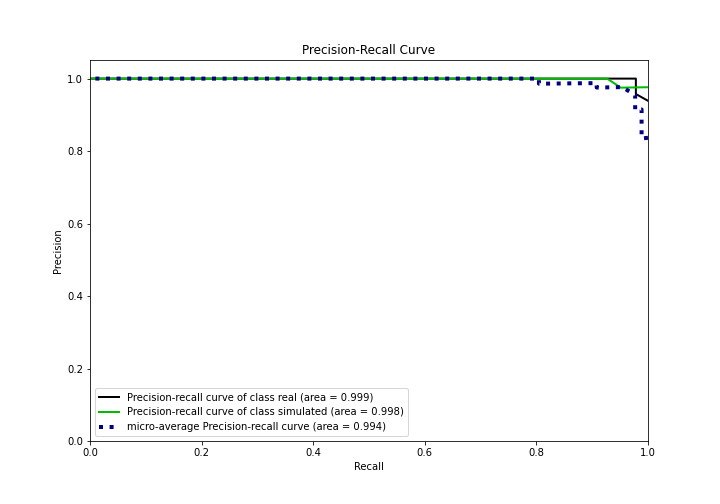 Precision-Recall Curve
1.0
0.8
0.6
0.4
0.2
0.0
Precision
Precision-recall curve of class real (area = 0.999)
Precision-recall curve of class simulated (area = 0.998)
micro-average Precision-recall curve (area = 0.994)
0.0 0.2 0.4 0.6 0.8 1.0
Recall